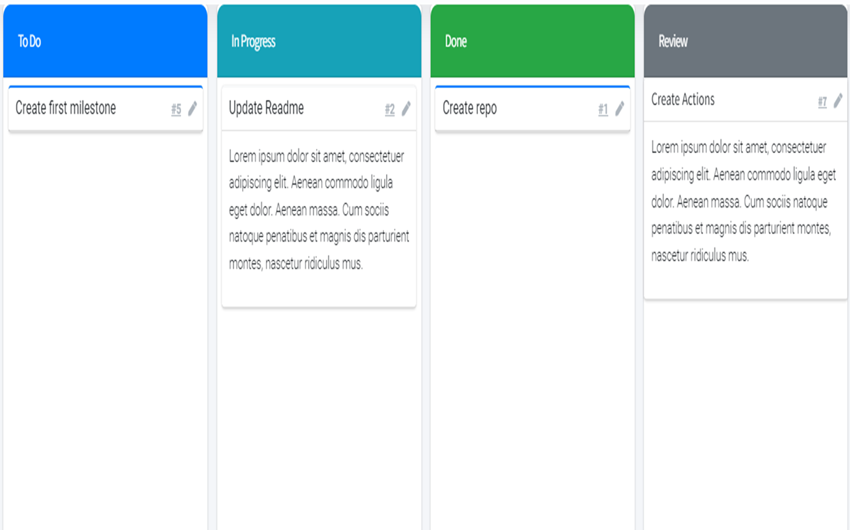 To Do
Create first milestone #5
In Progress
Update Readme #2
Lorem ipsum dolor sit amet, consectetuer
adipiscing elit. Aenean commodo ligula
eget dolor. Aenean massa. Cum sociis
natoque penatibus et magnis dis parturient
montes, nascetur ridiculus mus.
Done
Create repo #1
Review
Create Actions #7
Lorem ipsum dolor sit amet, consectetuer
adipiscing elit. Aenean commodo ligula eget
dolor. Aenean massa. Cum sociis natoque
penatibus et magnis dis parturient montes,
nascetur ridiculus mus.